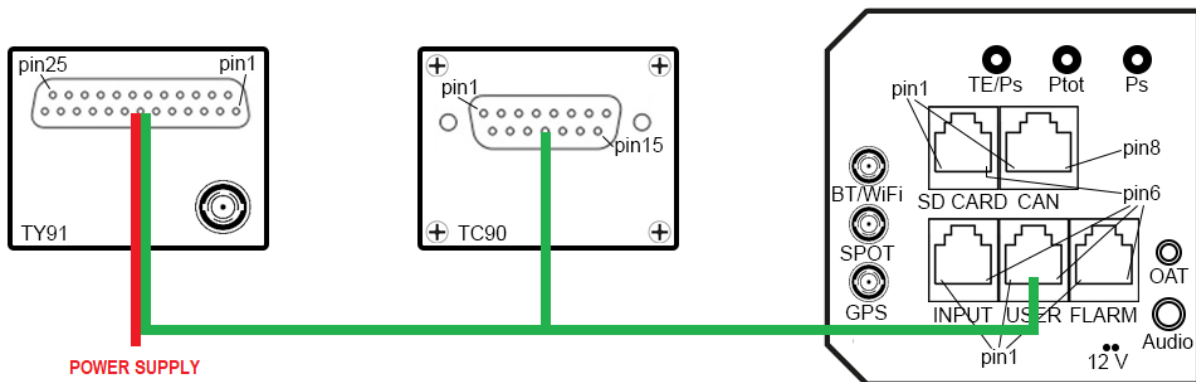 pin25
pin1
TY91
POWER SUPPLY
pin1
pin15
TC90
TE/Ps
Ptot
Ps
pin1
pin8
BT/WiFi
SD CARD
CAN
pin6
SPOT
OAT
GPS
INPUT
USER
FLARM
pin1
12 V
Audio